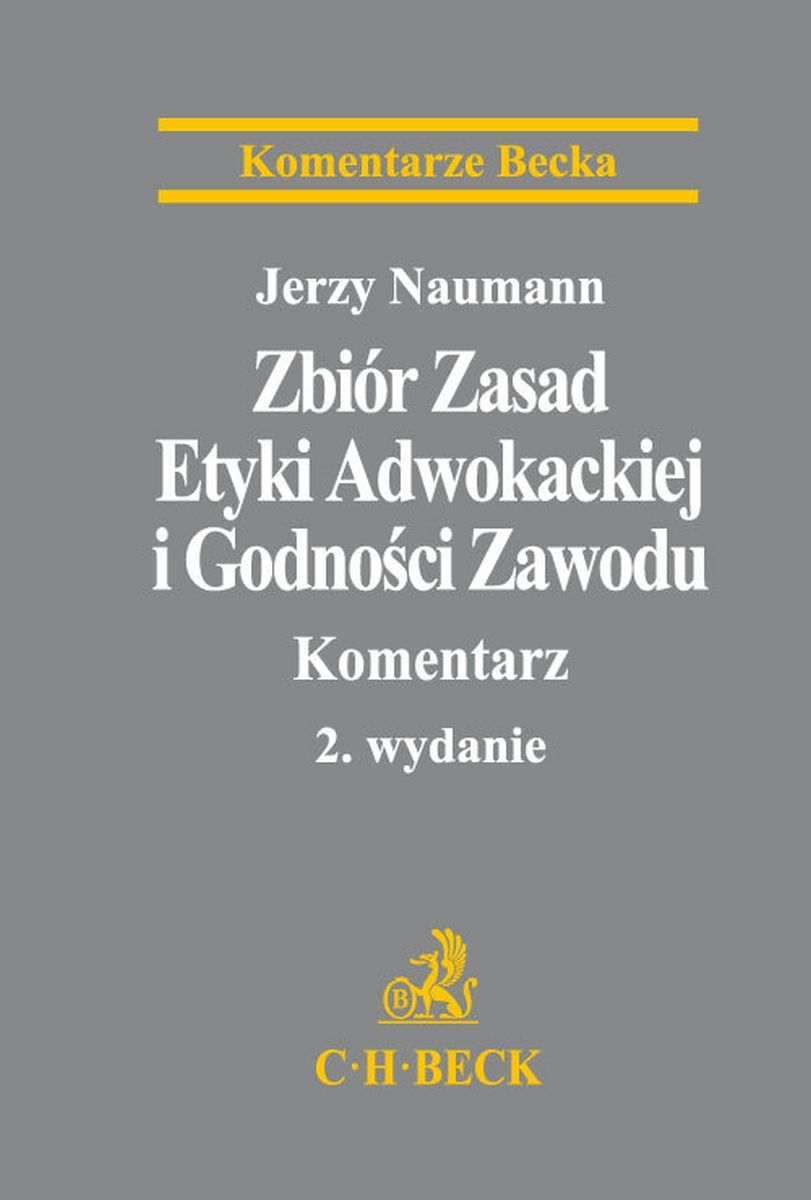 Komentarze Becka
Jerzy Naumann
Zbiór Zasad
Etyki Adwokackiej
i Godności Zawodu
Komentarz
2. wydanie
B
C·H·BECK